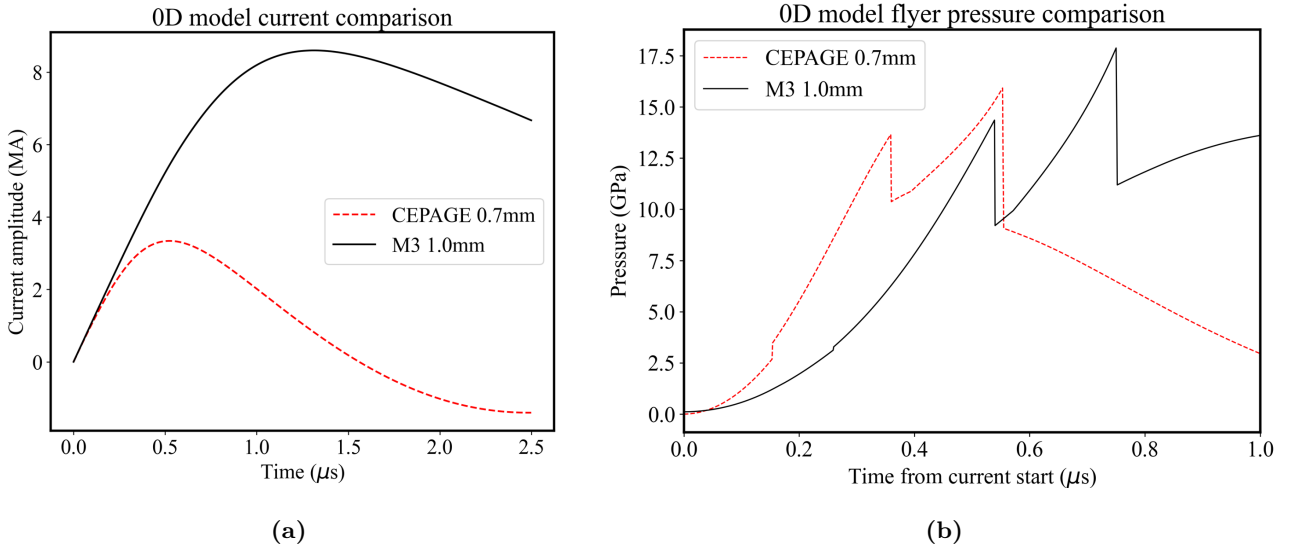 0D model current comparison
8
6
4
2
0
Current amplitude (MA)
CEPAGE 0.7mm
M3 1.0mm
0.0 0.5 1.0 1.5 2.0 2.5
Time (μs)
(a)
0D model flyer pressure comparison
17.5
15.0
12.5
10.0
7.5
5.0
2.5
0.0
Pressure (GPa)
CEPAGE 0.7mm
M3 1.0mm
0.0 0.2 0.4 0.6 0.8 1.0
Time from current start (μs)
(b)